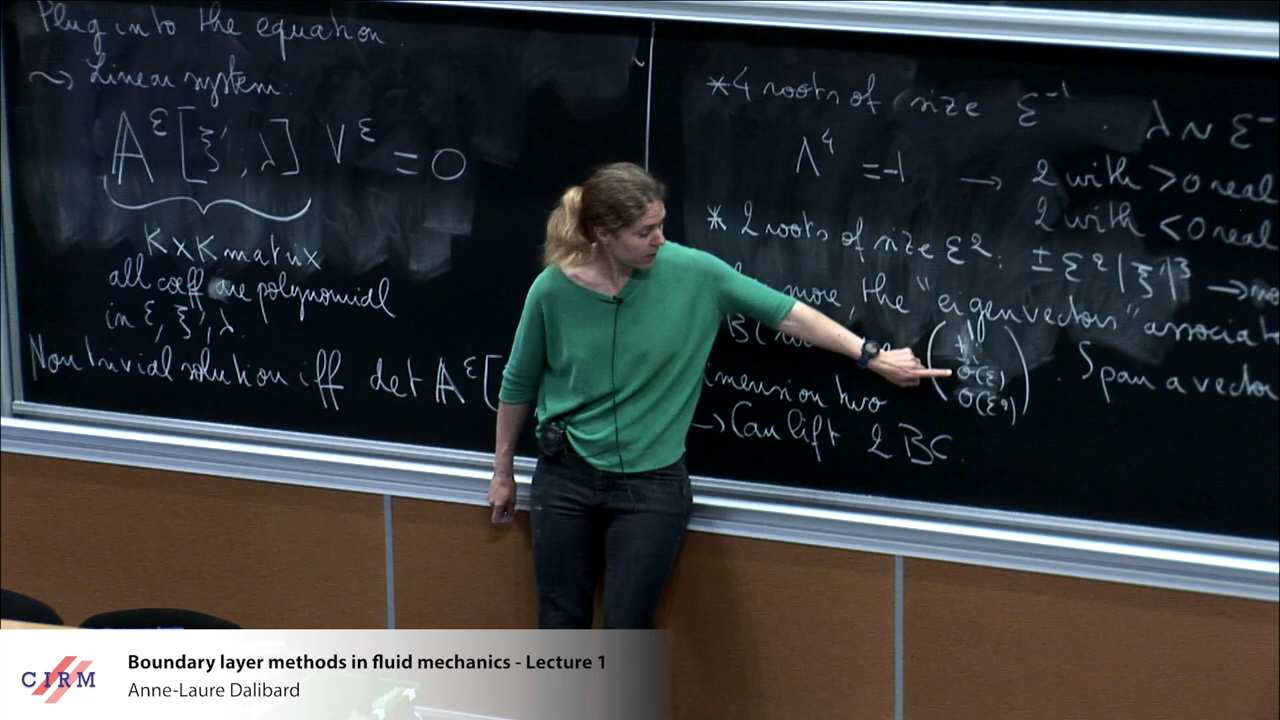 Plug into the equation.
⤳ Linear system:
A^ε[ξ', λ] V^ε = 0
K×K matrix
all coeff are polynomial
in ε, ξ', λ
Non trivial solution iff det A^ε[
*4 roots of size ε^-1. λ ~ ε^-
Λ^4 = -1 → 2 with >0 real
2 with <0 real
* 2 roots of size ε^2: ± ε^2|ξ'|^3 →
more, the "eigenvectors" associat
BC
( ±i O(ε) O(ε^2) ). Span a vector
imension two
→ Can lift 2 BC.
CIRM
Boundary layer methods in fluid mechanics - Lecture 1
Anne-Laure Dalibard